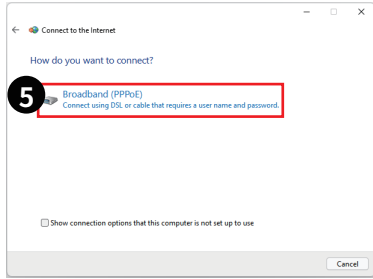 Connect to the Internet
How do you want to connect?
5
Broadband (PPPoE)
Connect using DSL or cable that requires a user name and password.
Show connection options that this computer is not set up to use
Cancel